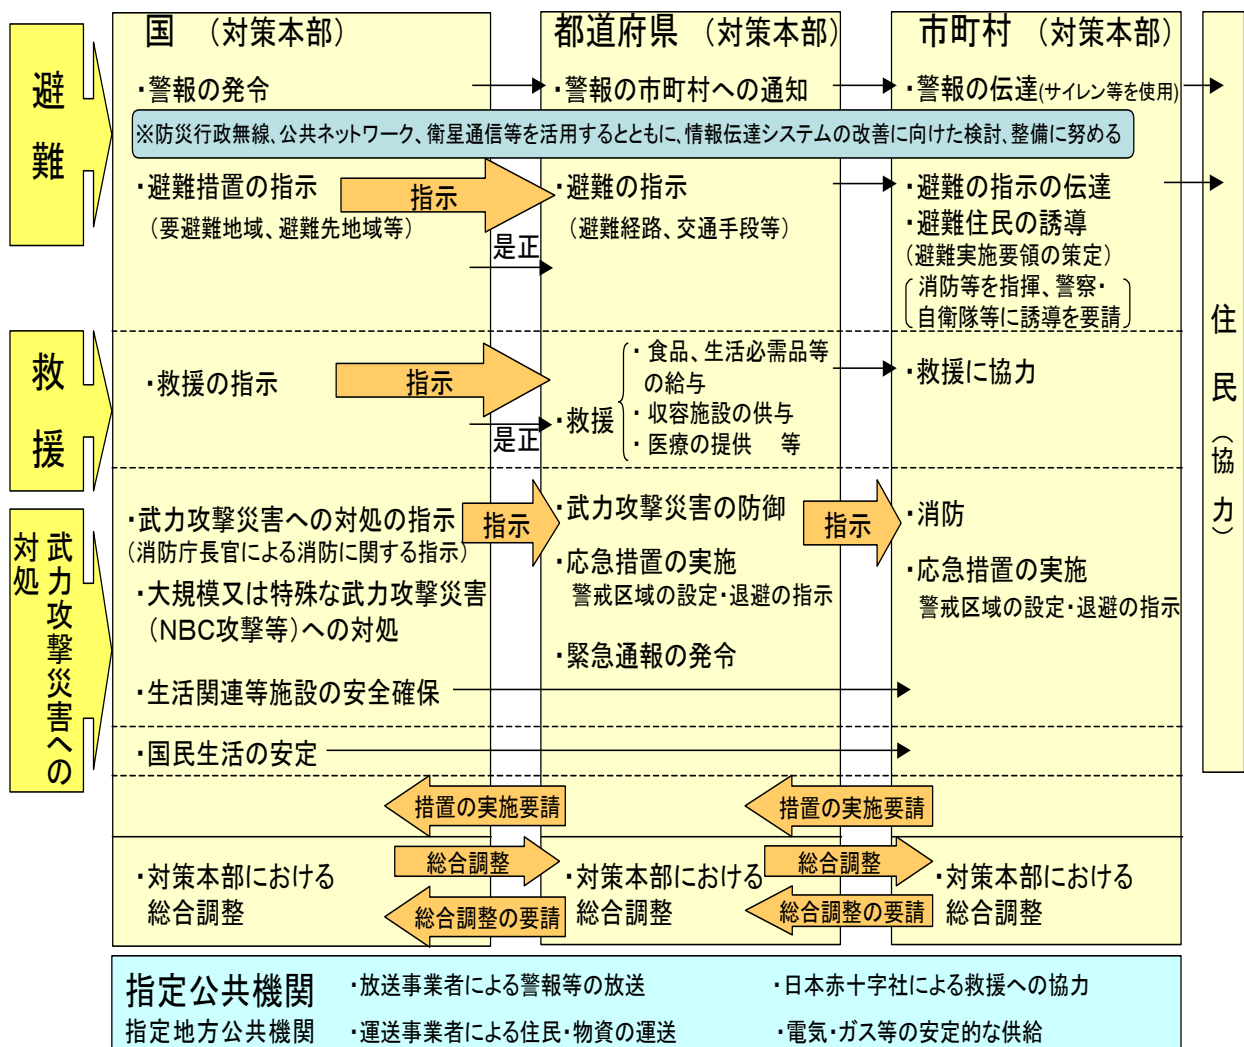 国 （対策本部）
都道府県 （対策本部）
市町村 （対策本部）
避難
・警報の発令
・警報の市町村への通知
・警報の伝達(サイレン等を使用)
※防災行政無線、公共ネットワーク、衛星通信等を活用するとともに、情報伝達システムの改善に向けた検討、整備に努める
・避難措置の指示
（要避難地域、避難先地域等）
指示
是正
・避難の指示
（避難経路、交通手段等）
・避難の指示の伝達
・避難住民の誘導
（避難実施要領の策定）
消防等を指揮、警察・
自衛隊等に誘導を要請
住民（協力）
救援
・救援の指示
指示
是正
・救援
・食品、生活必需品等
の給与
・収容施設の供与
・医療の提供 等
・救援に協力
武力攻撃災害への
対処
・武力攻撃災害への対処の指示
（消防庁長官による消防に関する指示）
指示
・武力攻撃災害の防御
指示
・消防
・大規模又は特殊な武力攻撃災害
（NBC攻撃等）への対処
・応急措置の実施
警戒区域の設定・退避の指示
・応急措置の実施
警戒区域の設定・退避の指示
・緊急通報の発令
・生活関連等施設の安全確保
・国民生活の安定
措置の実施要請
措置の実施要請
・対策本部における
総合調整
総合調整
総合調整の要請
・対策本部における
総合調整
総合調整
総合調整の要請
・対策本部における
総合調整
指定公共機関
指定地方公共機関
・放送事業者による警報等の放送
・日本赤十字社による救援への協力
・運送事業者による住民・物資の運送
・電気・ガス等の安定的な供給